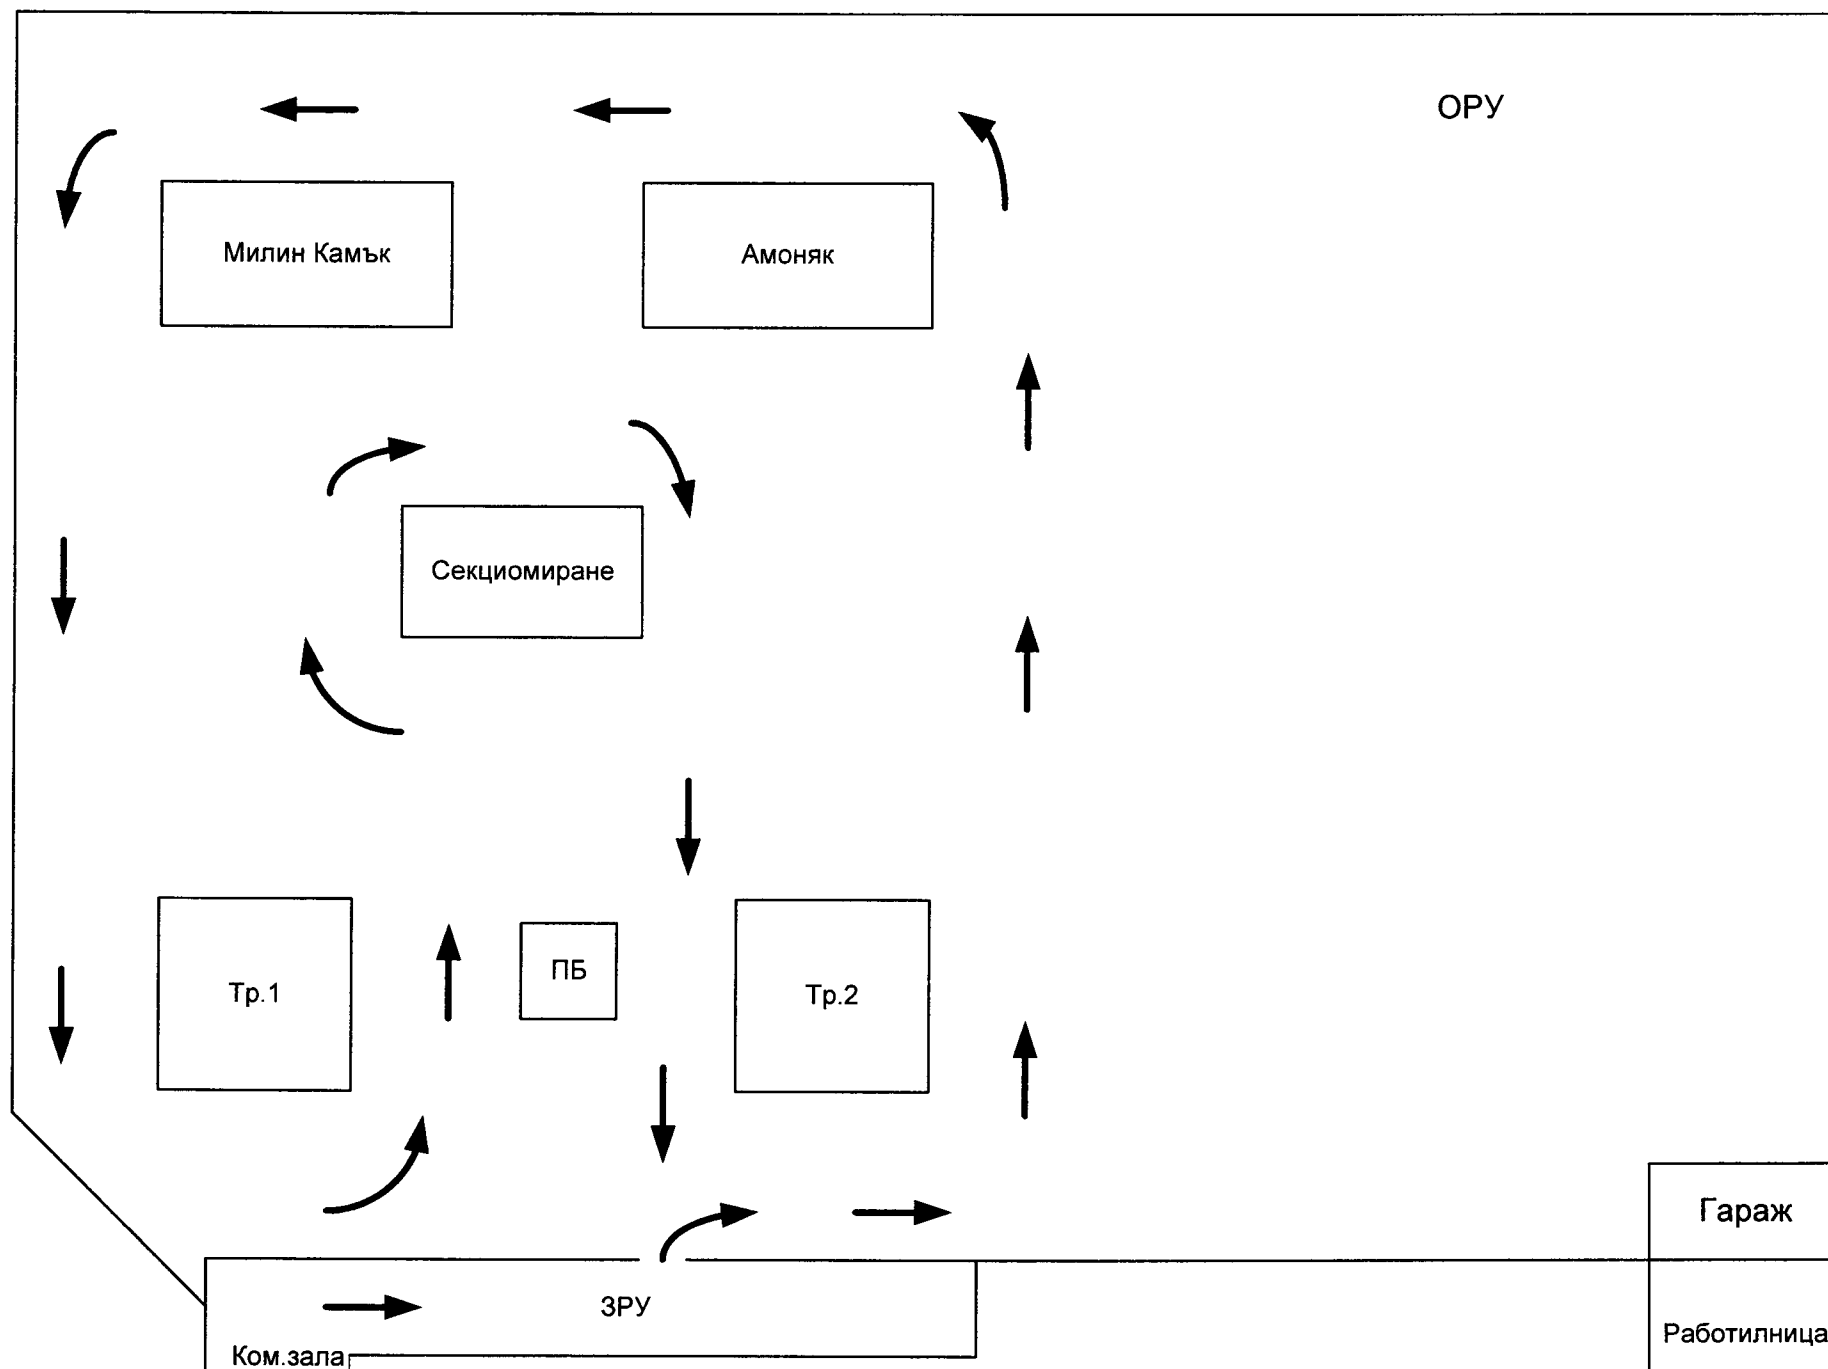 ОРУ
Милин Камък
Амоняк
Секциомиране
Тр.1
ПБ
Тр.2
Гараж
ЗРУ
Работилница
Ком.зала